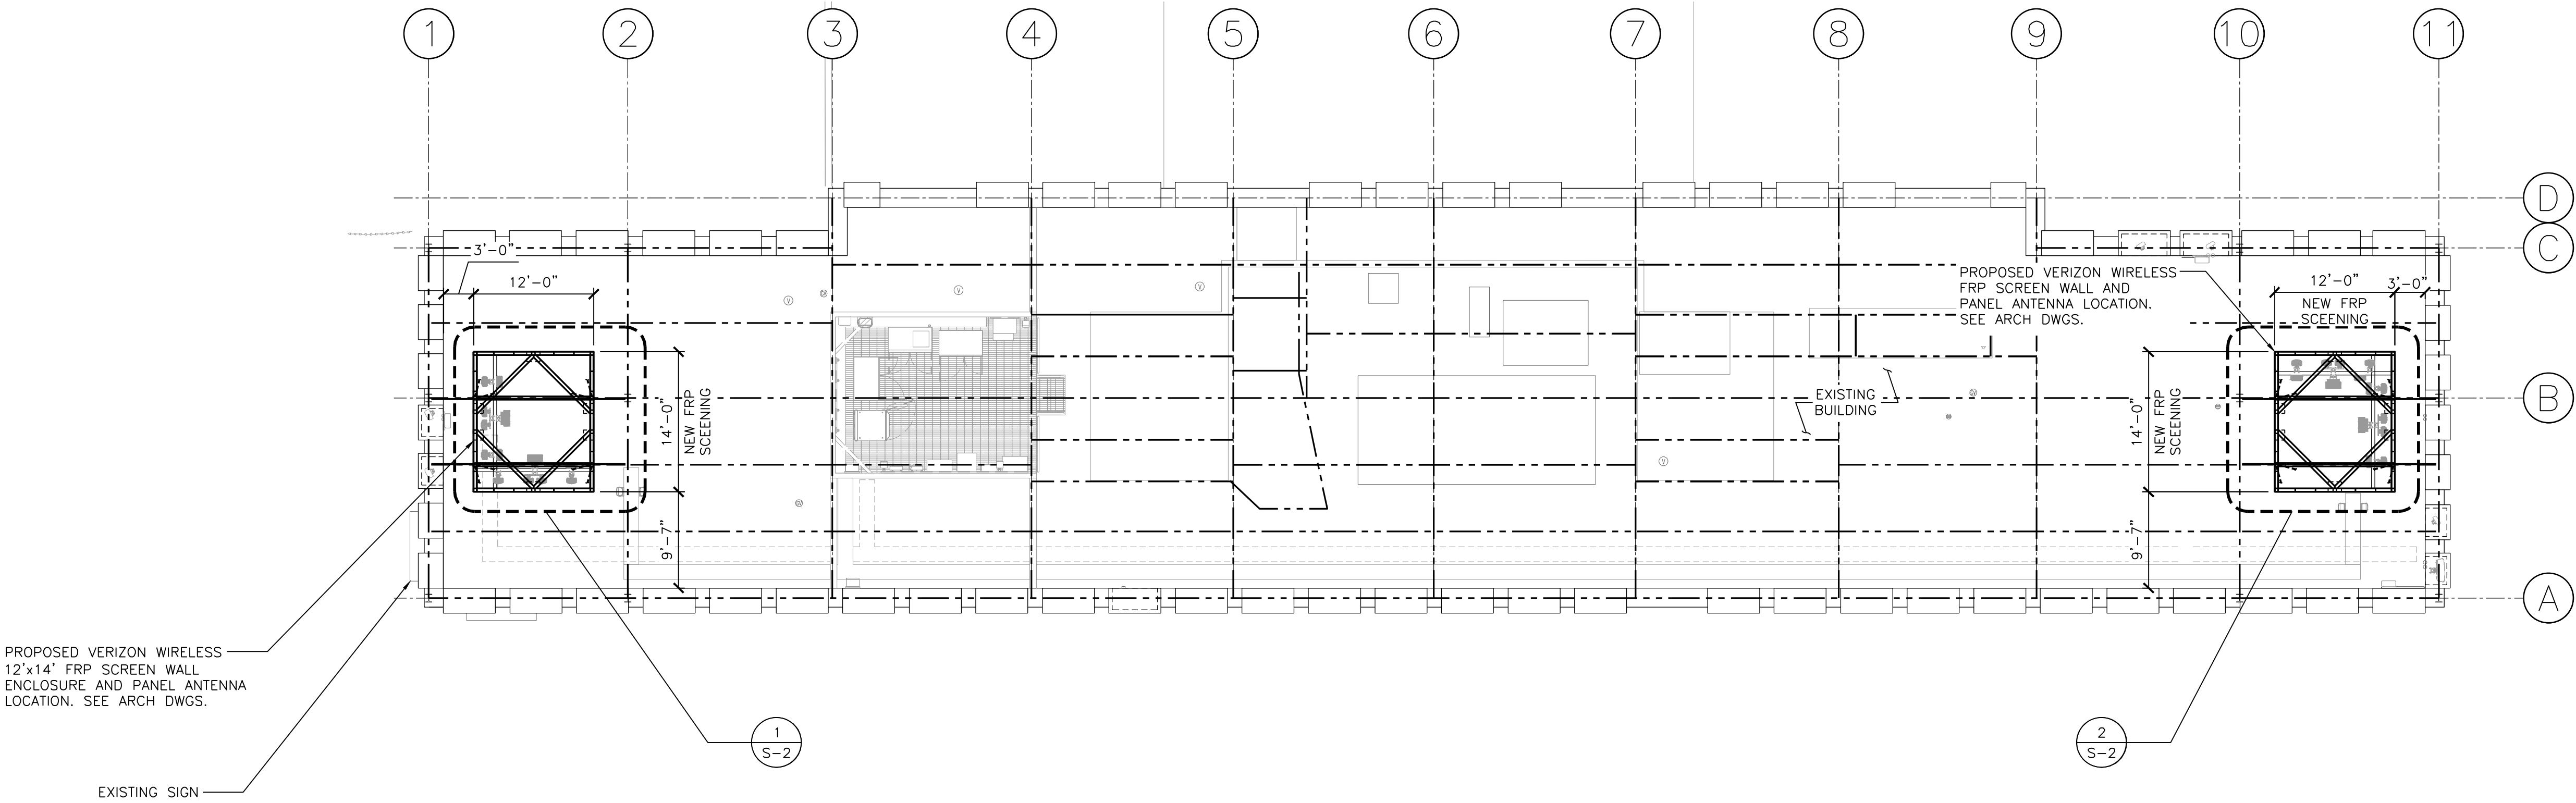 1
2
3
4
5
6
7
8
9
10
11
D
C
B
A
3'-0"
12'-0"
14'-0"
NEW FRP
SCEENING
9'-7"
V
V
V
V
EXISTING
BUILDING
PROPOSED VERIZON WIRELESS
FRP SCREEN WALL AND
PANEL ANTENNA LOCATION.
SEE ARCH DWGS.
12'-0"
3'-0"
NEW FRP
SCEENING
14'-0"
NEW FRP
SCEENING
9'-7"
PROPOSED VERIZON WIRELESS
12'x14' FRP SCREEN WALL
ENCLOSURE AND PANEL ANTENNA
LOCATION. SEE ARCH DWGS.
EXISTING SIGN
1
S-2
2
S-2